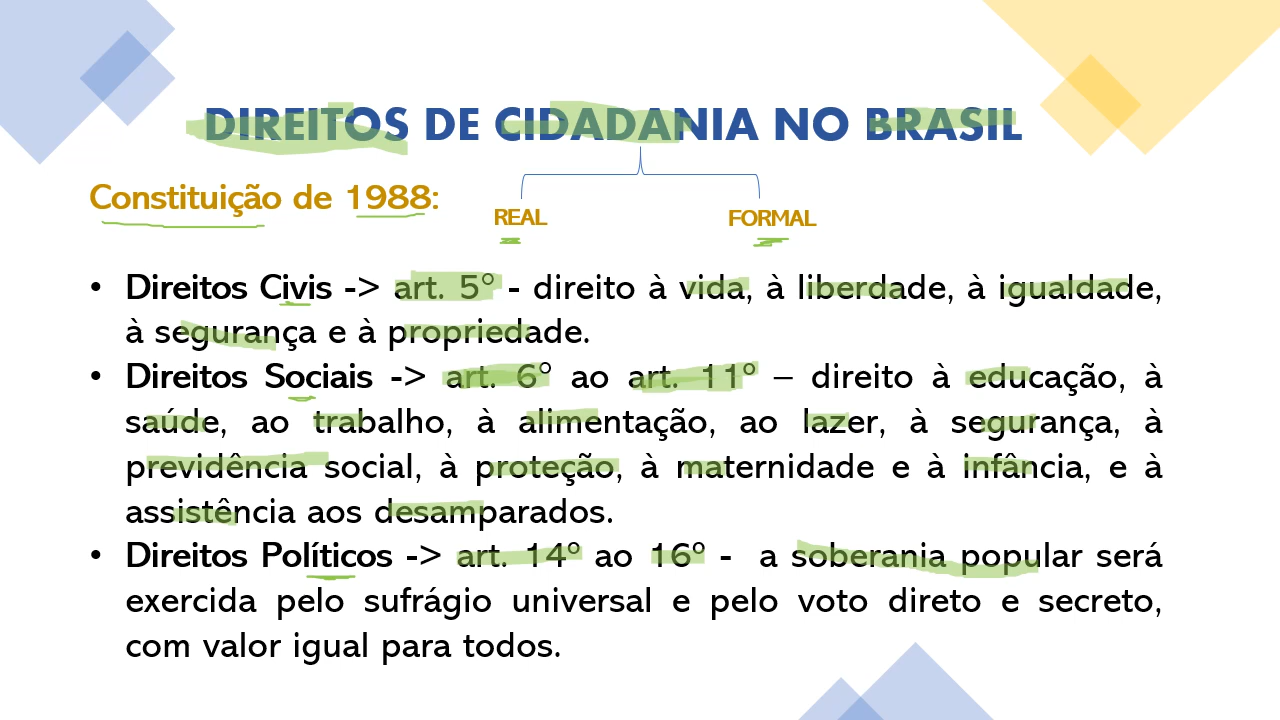 DIREITOS DE CIDADANIA NO BRASIL
Constituição de 1988:
REAL
FORMAL
• Direitos Civis -> art. 5° - direito à vida, à liberdade, à igualdade,
à segurança e à propriedade.
• Direitos Sociais -> art. 6° ao art. 11º – direito à educação, à
saúde, ao trabalho, à alimentação, ao lazer, à segurança, à
previdência social, à proteção, à maternidade e à infância, e à
assistência aos desamparados.
• Direitos Políticos -> art. 14º ao 16º - a soberania popular será
exercida pelo sufrágio universal e pelo voto direto e secreto,
com valor igual para todos.